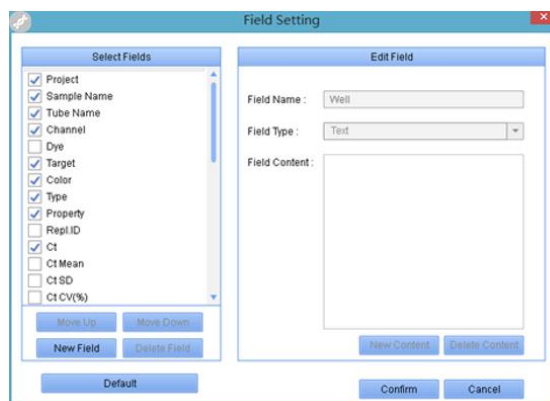 Field Setting
Select Fields
Project
Sample Name
Tube Name
Channel
Dye
Target
Color
Type
Property
Repl.ID
Ct
Ct Mean
Ct SD
Ct CV(%)
Move Up Move Down
New Field Delete Field
Default
Edit Field
Field Name : Well
Field Type : Text
Field Content :
New Content Delete Content
Confirm Cancel